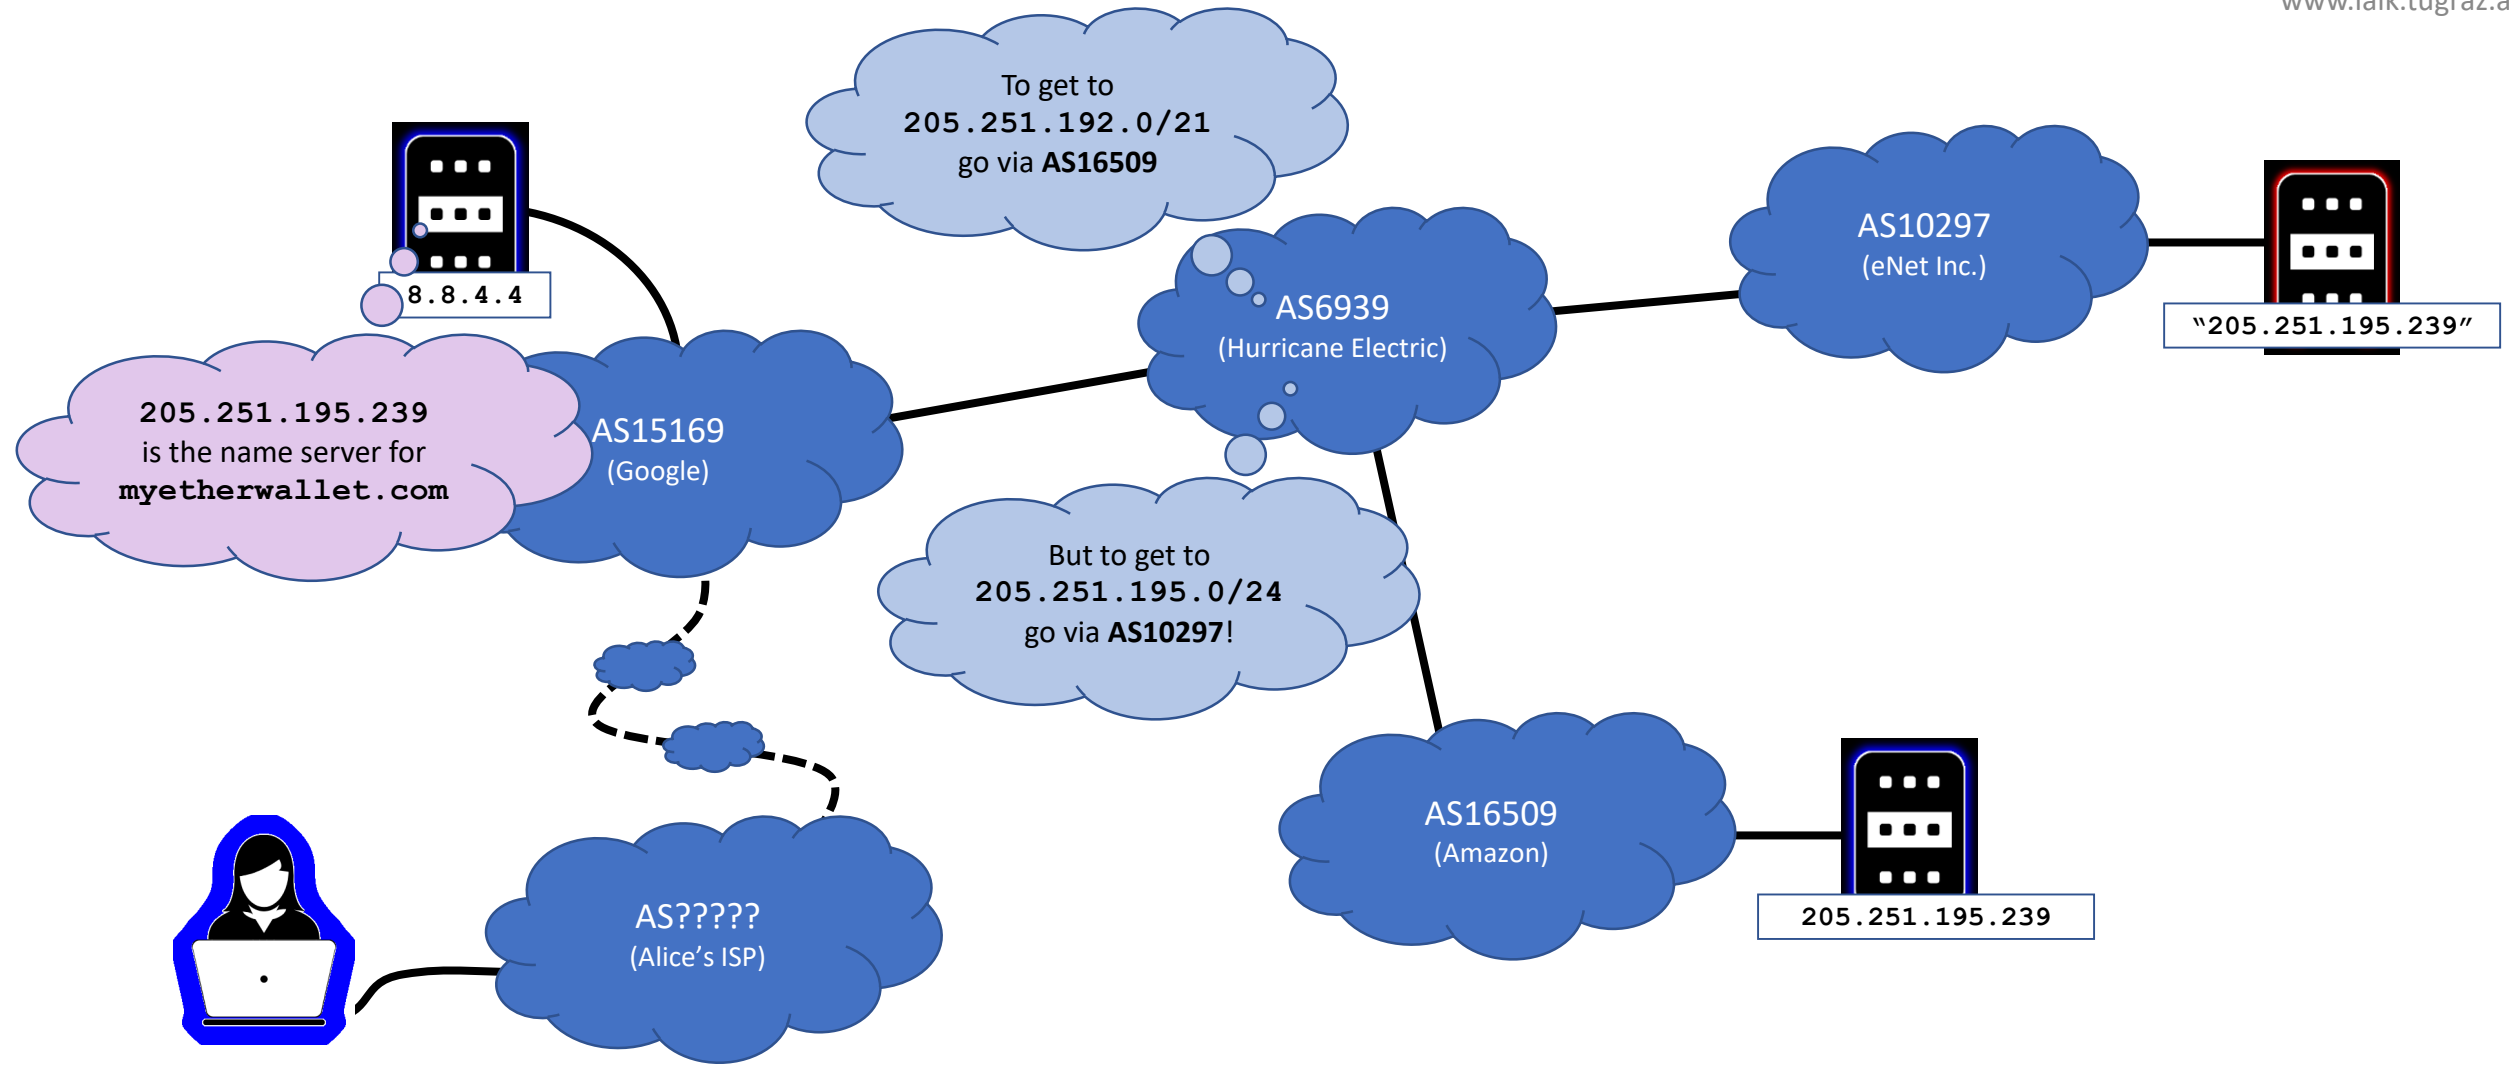 www.iaik.tugraz.a
To get to
205.251.192.0/21
go via AS16509
8.8.4.4
205.251.195.239
is the name server for
myetherwallet.com
AS15169
(Google)
AS6939
(Hurricane Electric)
AS10297
(eNet Inc.)
“205.251.195.239”
But to get to
205.251.195.0/24
go via AS10297!
AS16509
(Amazon)
205.251.195.239
AS?????
(Alice’s ISP)